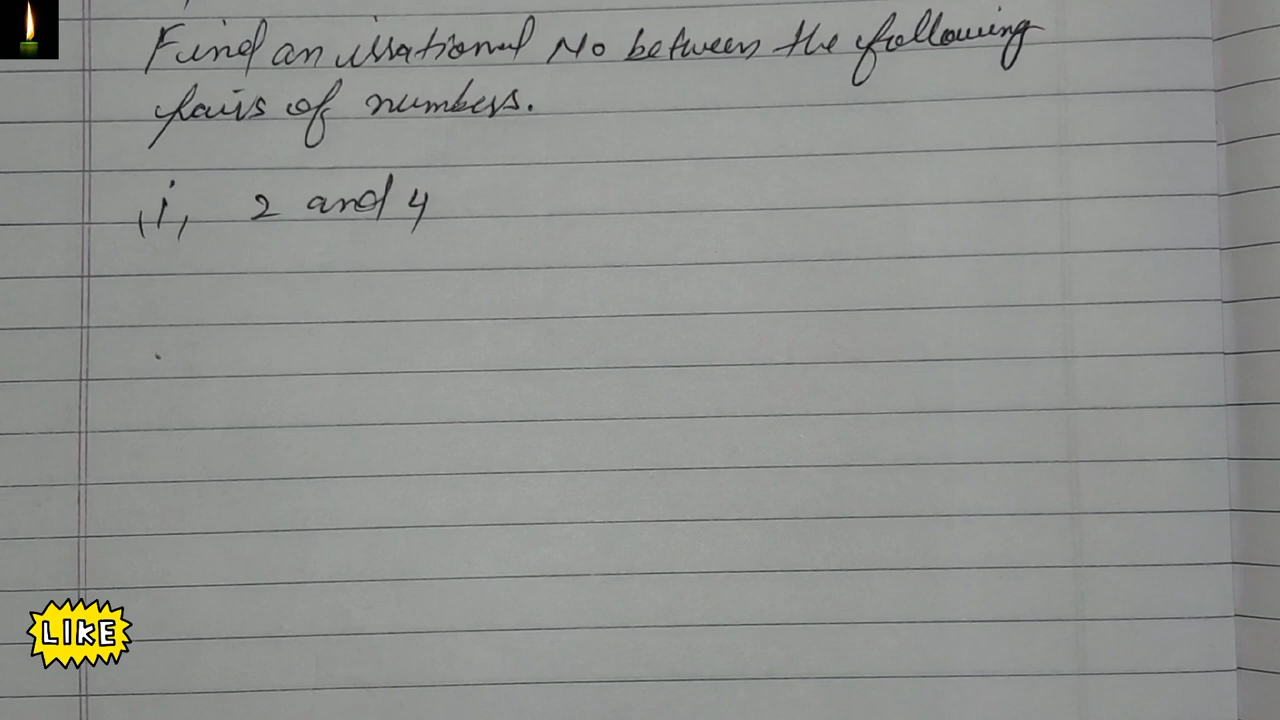 Find an irrational No between the following
pairs of numbers.
(i) 2 and 4
LIKE